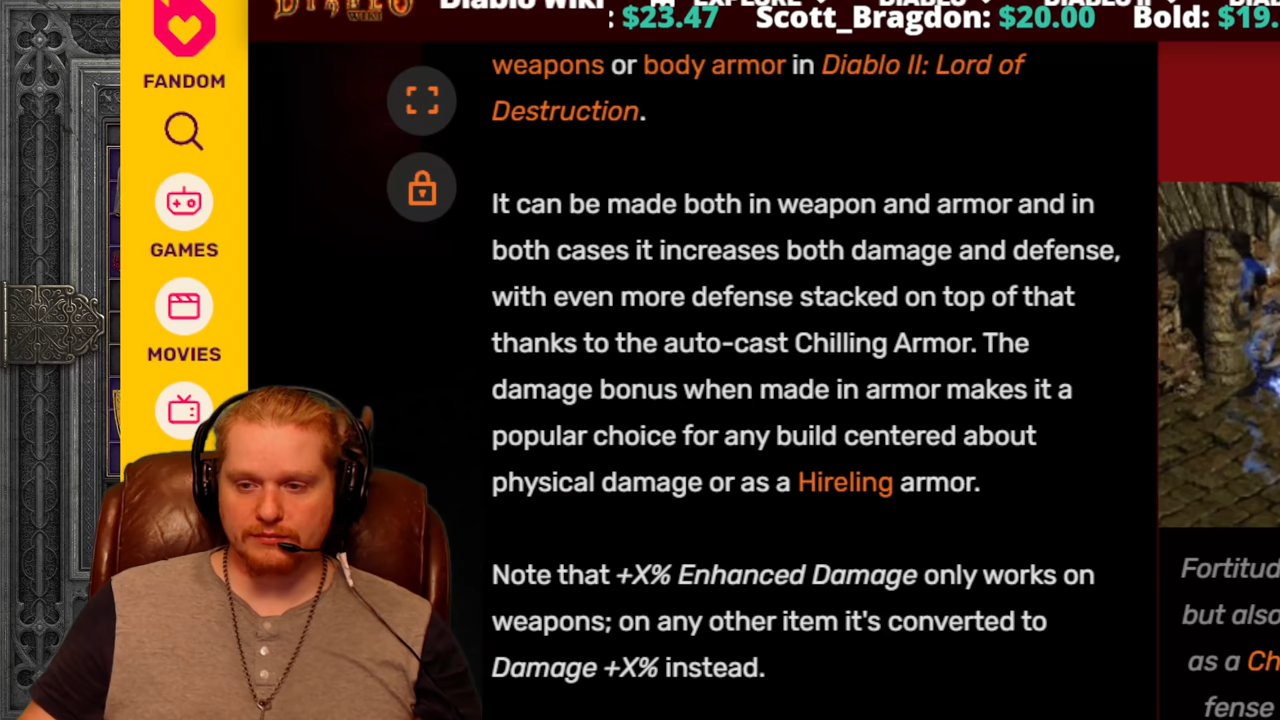 Diablo Wiki
: $23.47 Scott_Bragdon: $20.00 Bold: $19.
FANDOM
GAMES
MOVIES
weapons or body armor in Diablo II: Lord of
Destruction.
It can be made both in weapon and armor and in
both cases it increases both damage and defense,
with even more defense stacked on top of that
thanks to the auto-cast Chilling Armor. The
damage bonus when made in armor makes it a
popular choice for any build centered about
physical damage or as a Hireling armor.
Note that +X% Enhanced Damage only works on
weapons; on any other item it's converted to
Damage +X% instead.
Fortitud
but also
as a Ch
fense